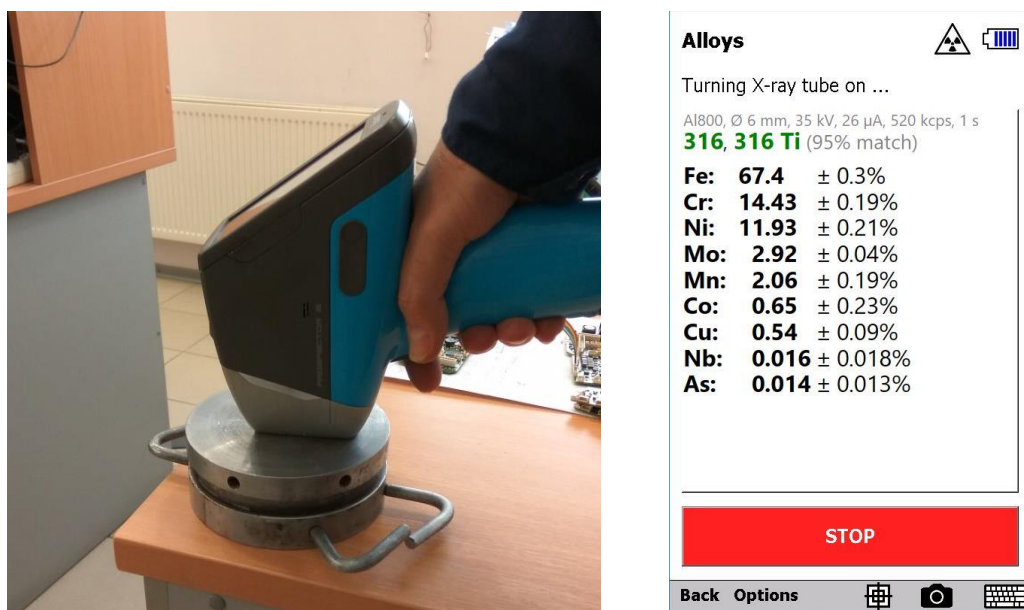 Alloys
Turning X-ray tube on ...
Al800, Ø 6 mm, 35 kV, 26 µA, 520 kcps, 1 s
316, 316 Ti (95% match)
Fe: 67.4 ± 0.3%
Cr: 14.43 ± 0.19%
Ni: 11.93 ± 0.21%
Mo: 2.92 ± 0.04%
Mn: 2.06 ± 0.19%
Co: 0.65 ± 0.23%
Cu: 0.54 ± 0.09%
Nb: 0.016 ± 0.018%
As: 0.014 ± 0.013%
STOP
Back Options